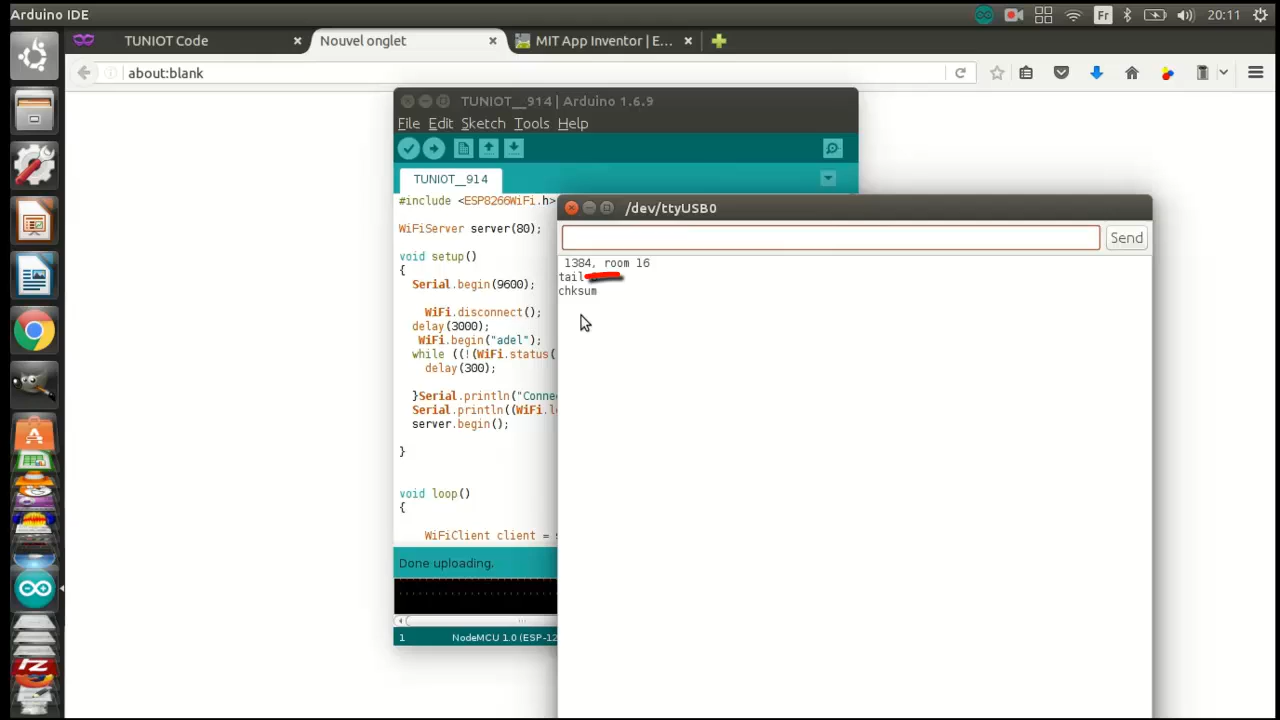 Arduino IDE
Fr
20:11
TUNIOT Code
Nouvel onglet
MIT App Inventor | E...
about:blank
TUNIOT__914 | Arduino 1.6.9
File Edit Sketch Tools Help
TUNIOT__914
#include <ESP8266WiFi.h>
WiFiServer server(80);
void setup()
{
Serial.begin(9600);
WiFi.disconnect();
delay(3000);
WiFi.begin("adel");
while ((!(WiFi.status(
delay(300);
}Serial.println("Conne
Serial.println((WiFi.l
server.begin();
}
void loop()
{
WiFiClient client =
Done uploading.
1
NodeMCU 1.0 (ESP-12
/dev/ttyUSB0
Send
1384, room 16
tail
chksum